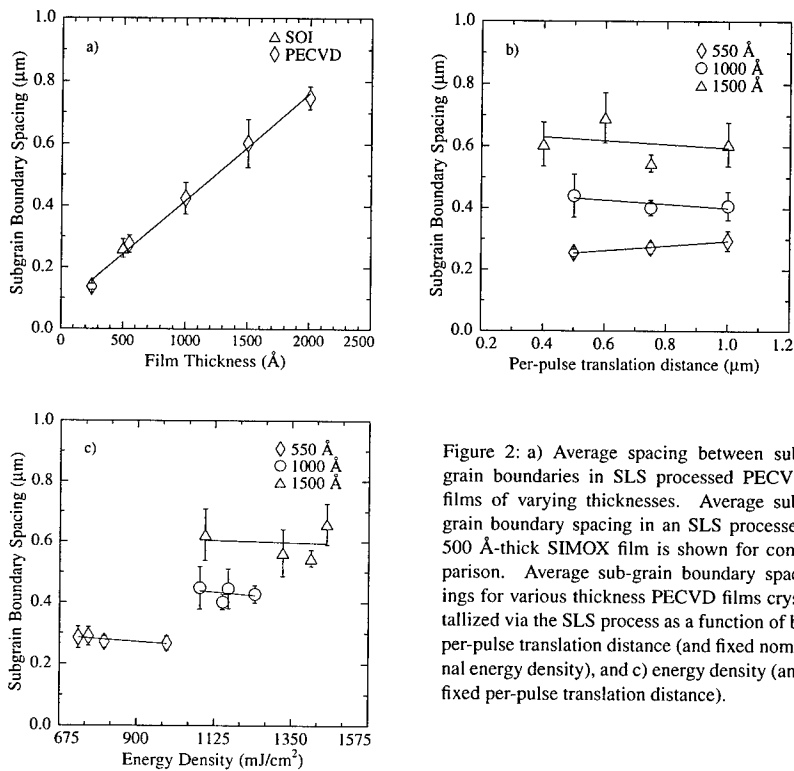 a)
△ SOI
◇ PECVD
Subgrain Boundary Spacing (μm)
1.0
0.8
0.6
0.4
0.2
0.0
0 500 1000 1500 2000 2500
Film Thickness (Å)
b)
◇ 550 Å
○ 1000 Å
△ 1500 Å
Subgrain Boundary Spacing (μm)
1.0
0.8
0.6
0.4
0.2
0.0
0.2 0.4 0.6 0.8 1.0 1.2
Per-pulse translation distance (μm)
c)
◇ 550 Å
○ 1000 Å
△ 1500 Å
Subgrain Boundary Spacing (μm)
1.0
0.8
0.6
0.4
0.2
0.0
675 900 1125 1350 1575
Energy Density (mJ/cm²)
Figure 2: a) Average spacing between sub
grain boundaries in SLS processed PECV
films of varying thicknesses. Average sub
grain boundary spacing in an SLS processe
500 Å-thick SIMOX film is shown for com
parison. Average sub-grain boundary spac
ings for various thickness PECVD films crys
tallized via the SLS process as a function of b
per-pulse translation distance (and fixed nom
nal energy density), and c) energy density (an
fixed per-pulse translation distance).